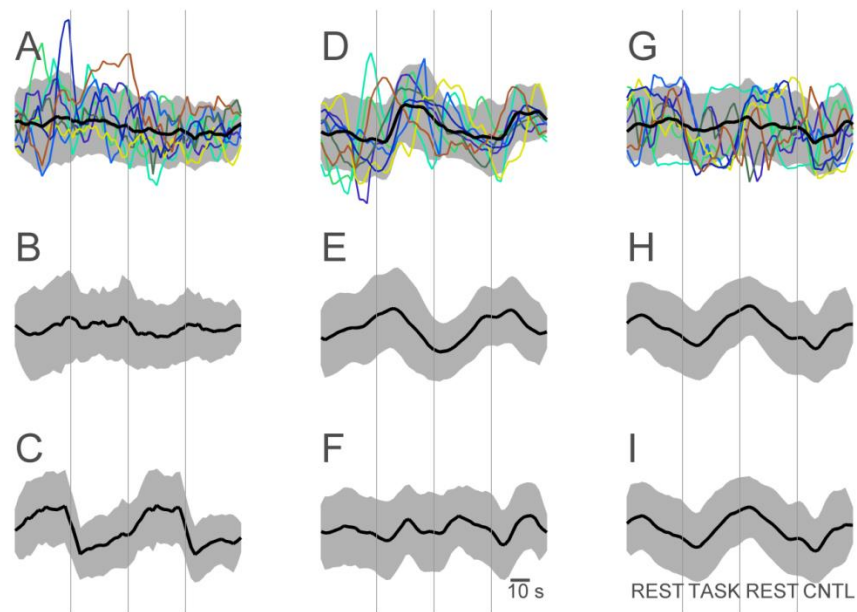 A D G
B E H
C F I
10 s
REST TASK REST CNTL